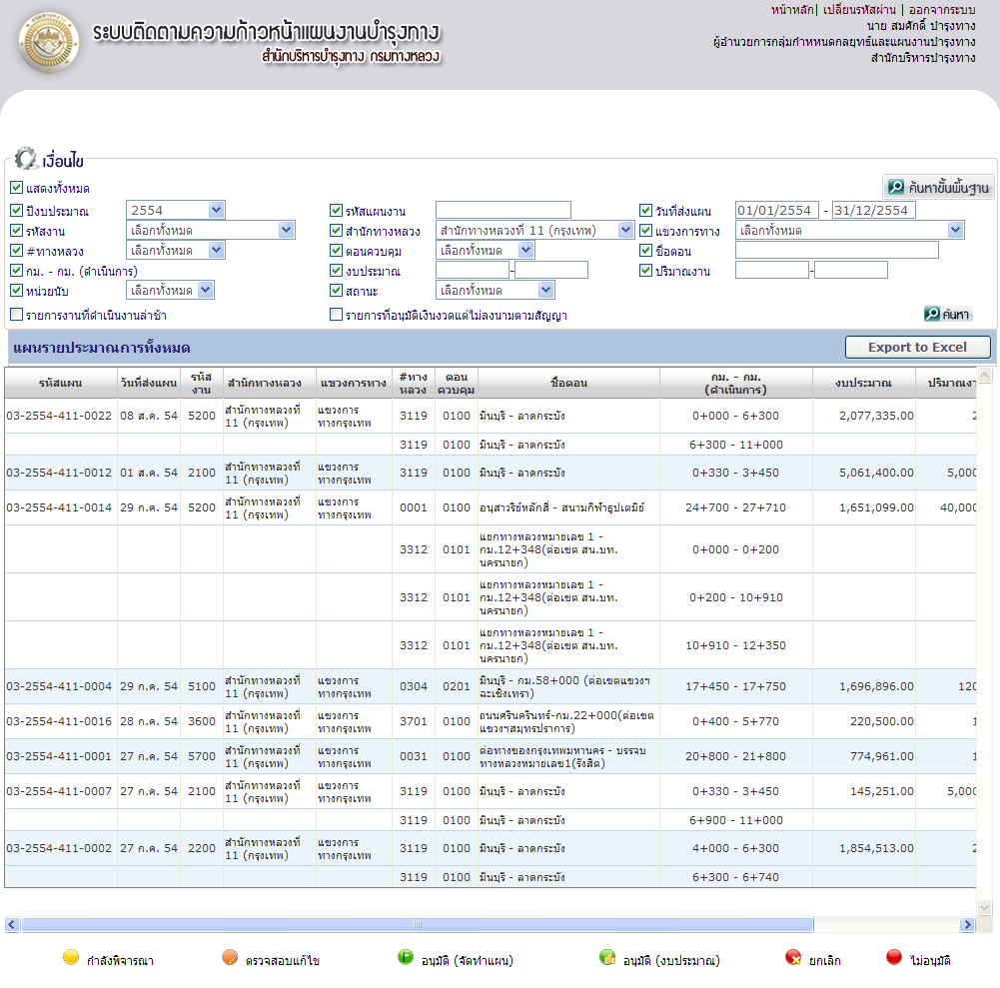 ระบบติดตามความก้าวหน้าแผนงานบำรุงทาง
สำนักบริหารบำรุงทาง กรมทางหลวง
หน้าหลัก| เปลี่ยนรหัสผ่าน | ออกจากระบบ
นาย สมศักดิ์ บำรุงทาง
ผู้อำนวยการกลุ่มกำหหนดกลยุทธ์และแผนงานบำรุงทาง
สำนักบริหารบำรุงทาง
เงื่อนไข
แสดงทั้งหมด ค้นหาขั้นพื้นฐาน
ปีงบประมาณ 2554 รหัสแผนงาน วันที่ส่งแผน 01/01/2554 - 31/12/2554
รหัสงาน เลือกทั้งหมด สำนักทางหลวง สำนักทางหลวงที่ 11 (กรุงเทพ) แขวงการทาง เลือกทั้งหมด
#ทางหลวง เลือกทั้งหมด ตอนควบคุม เลือกทั้งหมด ชื่อตอน
กม. - กม. (ดำเนินการ) งบประมาณ - ปริมาณงาน -
หน่วยนับ เลือกทั้งหมด สถานะ เลือกทั้งหมด
รายการงานที่ดำเนินงานล่าช้า รายการที่อนุมัติเงินงวดแต่ไม่ลงนามตามสัญญา ค้นหา
แผนรายประมาณการทั้งหมด Export to Excel
รหัสแผน วันที่ส่งแผน รหัสงาน สำนักทางหลวง แขวงการทาง #ทางหลวง ตอนควบคุม ชื่อตอน กม. - กม. (ดำเนินการ) งบประมาณ ปริมาณงา
03-2554-411-0022 08 ส.ค. 54 5200 สำนักทางหลวงที่ 11 (กรุงเทพ) แขวงการทางกรุงเทพ 3119 0100 มีนบุรี - ลาดกระบัง 0+000 - 6+300 2,077,335.00 2
3119 0100 มีนบุรี - ลาดกระบัง 6+300 - 11+000
03-2554-411-0012 01 ส.ค. 54 2100 สำนักทางหลวงที่ 11 (กรุงเทพ) แขวงการทางกรุงเทพ 3119 0100 มีนบุรี - ลาดกระบัง 0+330 - 3+450 5,061,400.00 5,000
03-2554-411-0014 29 ก.ค. 54 5200 สำนักทางหลวงที่ 11 (กรุงเทพ) แขวงการทางกรุงเทพ 0001 0100 อนุสาวรีย์หลักสี่ - สนามกีฬาธูปเตมีย์ 24+700 - 27+710 1,651,099.00 40,000
3312 0101 แยกทางหลวงหมายเลข 1 - กม.12+348(ต่อเขต สน.บท. นครนายก) 0+000 - 0+200
3312 0101 แยกทางหลวงหมายเลข 1 - กม.12+348(ต่อเขต สน.บท. นครนายก) 0+200 - 10+910
3312 0101 แยกทางหลวงหมายเลข 1 - กม.12+348(ต่อเขต สน.บท. นครนายก) 10+910 - 12+350
03-2554-411-0004 29 ก.ค. 54 5100 สำนักทางหลวงที่ 11 (กรุงเทพ) แขวงการทางกรุงเทพ 0304 0201 มีนบุรี - กม.58+000 (ต่อเขตแขวงฯ ฉะเชิงเทรา) 17+450 - 17+750 1,696,896.00 120
03-2554-411-0016 28 ก.ค. 54 3600 สำนักทางหลวงที่ 11 (กรุงเทพ) แขวงการทางกรุงเทพ 3701 0100 ถนนศรีนครินทร์-กม.22+000(ต่อเขตแขวงฯสมุทรปราการ) 0+400 - 5+770 220,500.00 1
03-2554-411-0001 27 ก.ค. 54 5700 สำนักทางหลวงที่ 11 (กรุงเทพ) แขวงการทางกรุงเทพ 0031 0100 ต่อทางของกรุงเทพมหานคร - บรรจบทางหลวงหมายเลข1(รังสิต) 20+800 - 21+800 774,961.00 1
03-2554-411-0007 27 ก.ค. 54 2100 สำนักทางหลวงที่ 11 (กรุงเทพ) แขวงการทางกรุงเทพ 3119 0100 มีนบุรี - ลาดกระบัง 0+330 - 3+450 145,251.00 5,000
3119 0100 มีนบุรี - ลาดกระบัง 6+900 - 11+000
03-2554-411-0002 27 ก.ค. 54 2200 สำนักทางหลวงที่ 11 (กรุงเทพ) แขวงการทางกรุงเทพ 3119 0100 มีนบุรี - ลาดกระบัง 4+000 - 6+300 1,854,513.00 2
3119 0100 มีนบุรี - ลาดกระบัง 6+300 - 6+740
กำลังพิจารณา ตรวจสอบแก้ไข อนุมัติ (จัดทำแผน) อนุมัติ (งบประมาณ) ยกเลิก ไม่อนุมัติ